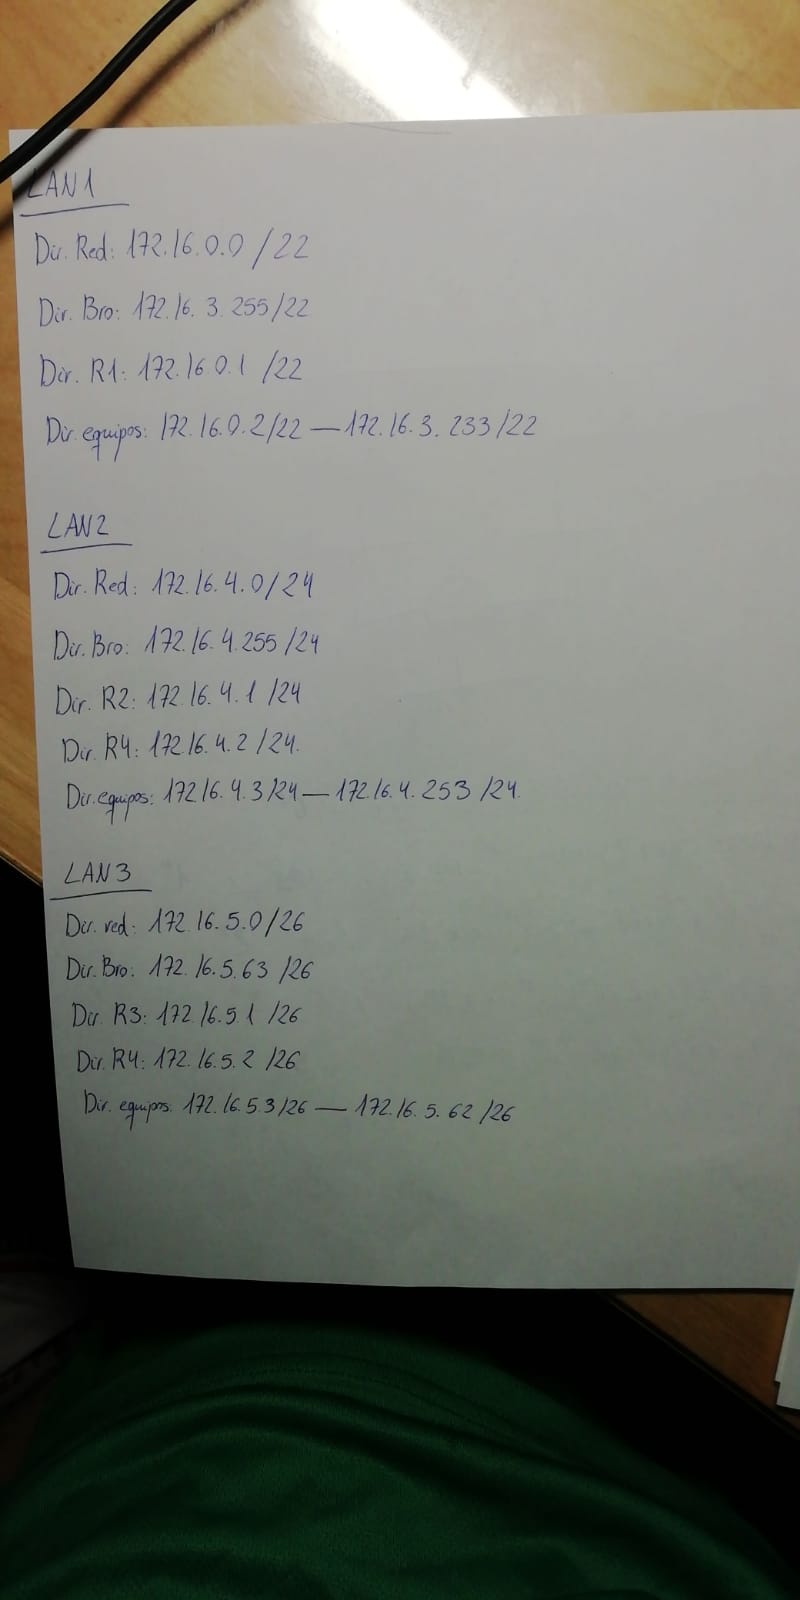 LAN1
Dir. Red: 172.16.0.0 /22
Dir. Bro: 172.16. 3. 255/22
Dir. R1: 172.16 0.1 /22
Dir. equipos: 172.16.0.2/22 — 172.16.3. 233/22
LAN2
Dir. Red: 172.16.4.0/24
Dir. Bro: 172.16.4.255/24
Dir. R2: 172.16.4.1 /24
Dir. R4: 172.16.4.2/24.
Dir. equipos: 172.16.4.3/24 — 172.16.4.253/24.
LAN3
Dir. red: 172.16.5.0/26
Dir. Bro: 172.16.5.63 /26
Dir. R3: 172.16.5 1 /26
Dir. R4: 172.16.5.2 /26
Dir. equipos: 172.16.5.3/26 — 172.16.5.62/26